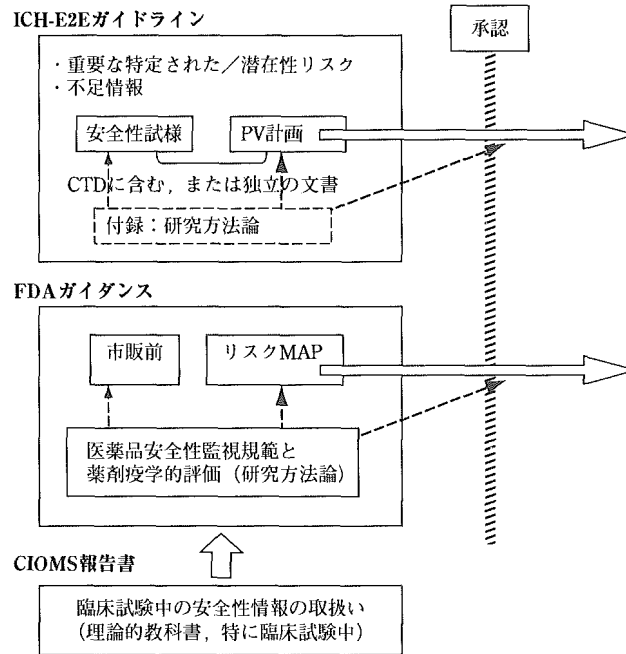 ICH-E2Eガイドライン
承認
・重要な特定された／潜在性リスク
・不足情報
安全性試様
PV計画
CTDに含む，または独立の文書
付録：研究方法論
FDAガイダンス
市販前
リスクMAP
医薬品安全性監視規範と
薬剤疫学的評価（研究方法論）
CIOMS報告書
臨床試験中の安全性情報の取扱い
（理論的教科書，特に臨床試験中）